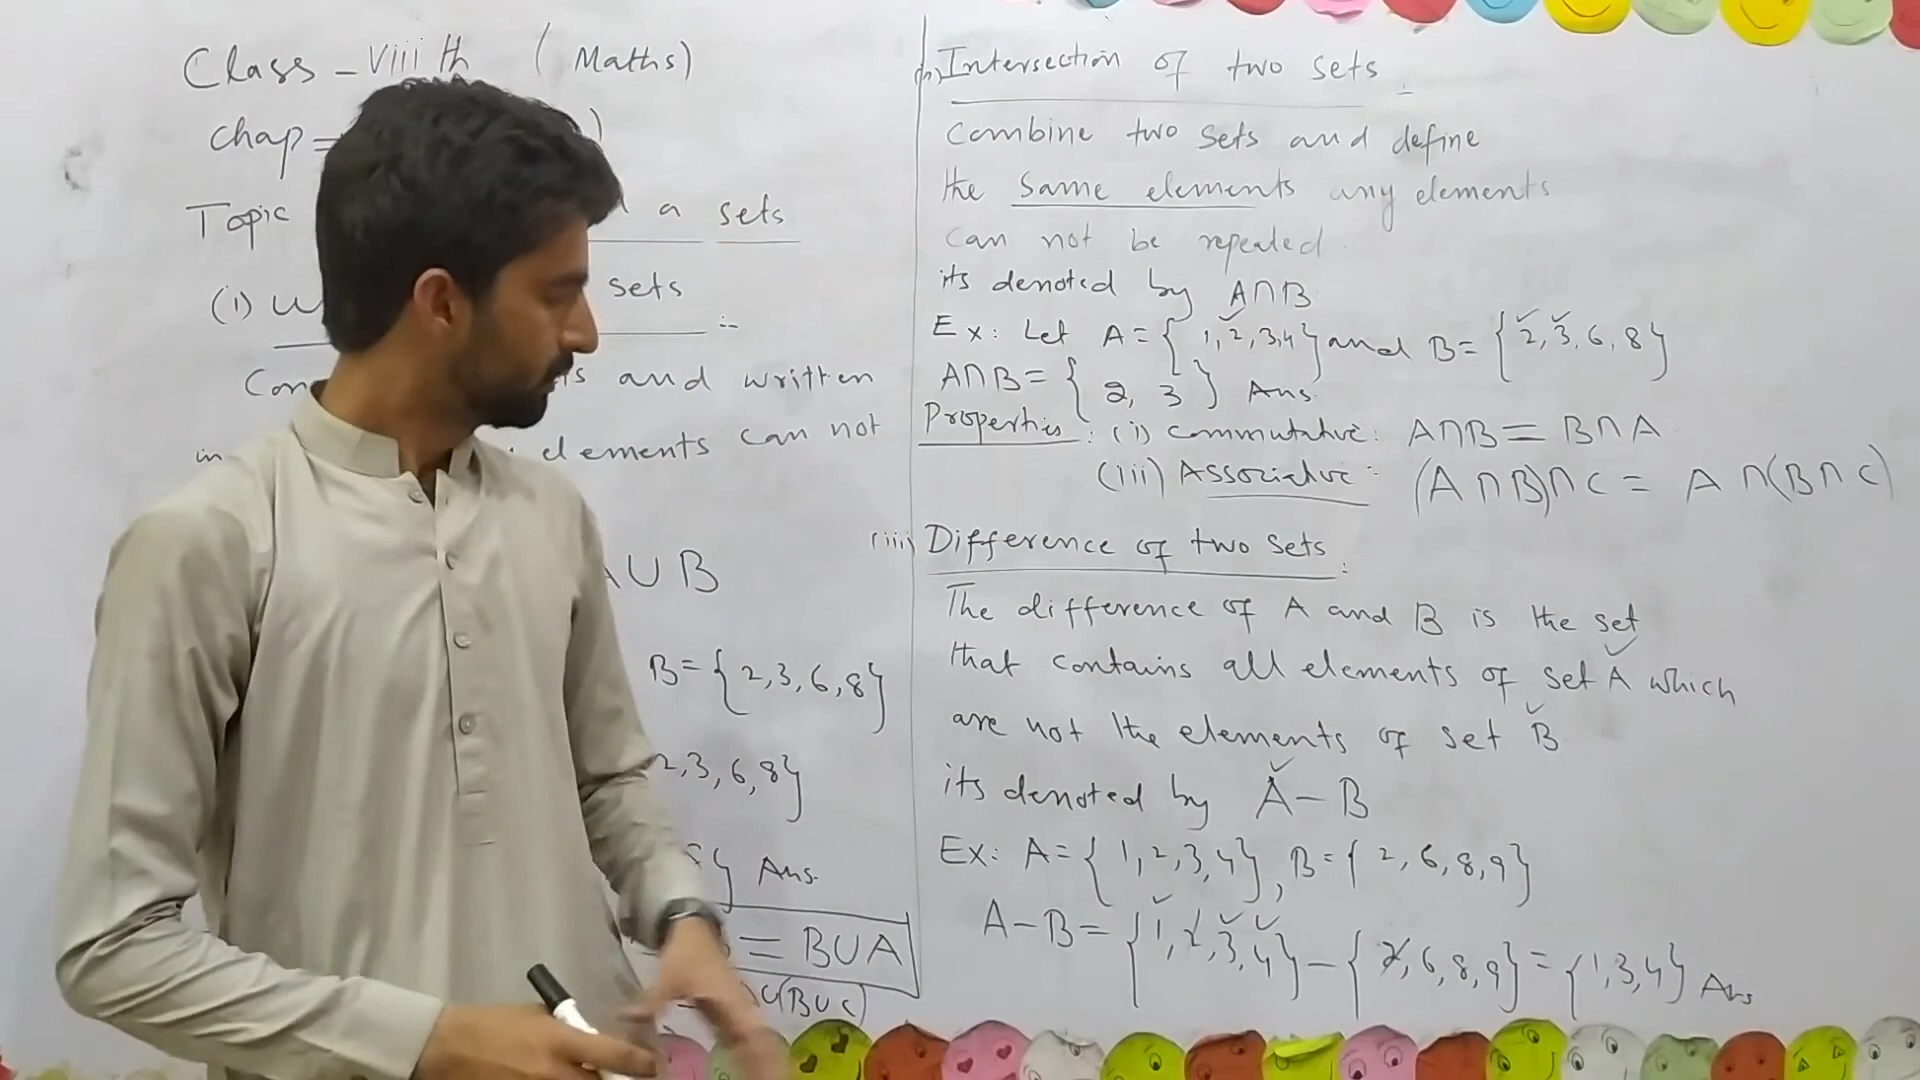 Class - viii th ( Maths)
chap =
Topic a sets
(i) sets :-
and written
in elements can not
U B
B= { 2,3,6,8}
2,3,6,8}
} Ans.
= BUA
U(BUC)
Intersection of two sets.
Combine two sets and define
the same elements any elements
can not be repeated.
its denoted by A∩B
Ex: Let A= { 1,2,3,4 } and B= { 2,3,6,8 }
A∩B= { 2, 3 } Ans.
Properties: (i) commutative: A∩B = B∩A
(iii) Associative: (A∩B)∩C = A∩(B∩C)
(iii) Difference of two sets.
The difference of A and B is the set
that contains all elements of set A which
are not the elements of set B.
its denoted by A-B
Ex: A= { 1,2,3,4}, B= { 2,6,8,9}
A-B= { 1,2,3,4} - { 2,6,8,9} = {1,3,4} Ans